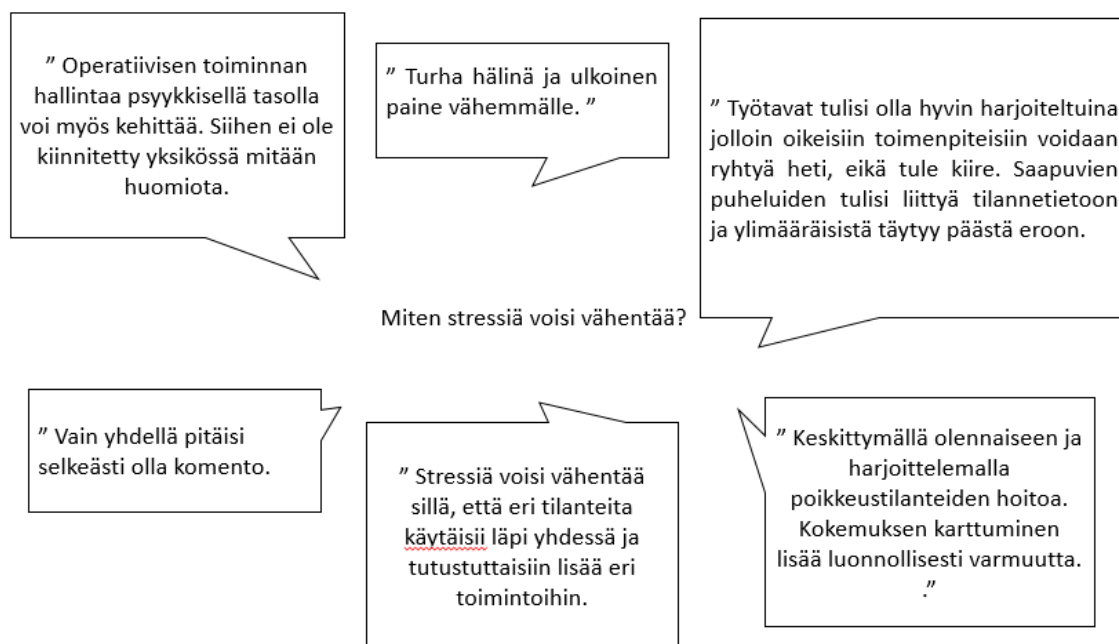 ” Operatiivisen toiminnan
hallintaa psyykkisellä tasolla
voi myös kehittää. Siihen ei ole
kiinnitetty yksikössä mitään
huomiota.
” Turha hälinä ja ulkoinen
paine vähemmälle. ”
” Työtavat tulisi olla hyvin harjoiteltuina
jolloin oikeisiin toimenpiteisiin voidaan
ryhtyä heti, eikä tule kiire. Saapuvien
puheluiden tulisi liittyä tilannetietoon
ja ylimääräisistä täytyy päästä eroon.
Miten stressiä voisi vähentää?
” Vain yhdellä pitäisi
selkeästi olla komento.
” Stressiä voisi vähentää
sillä, että eri tilanteita
käytäisii läpi yhdessä ja
tutustuttaisiin lisää eri
toimintoihin.
” Keskittymällä olennaiseen ja
harjoittelemalla
poikkeustilanteiden hoitoa.
Kokemuksen karttuminen
lisää luonnollisesti varmuutta.
.”